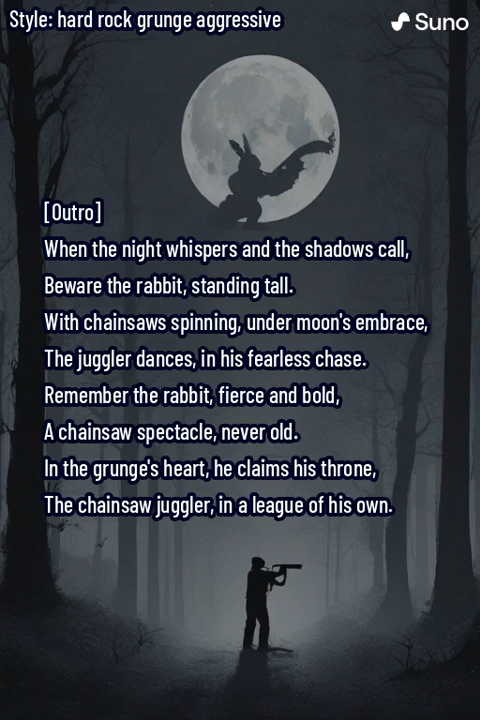 Style: hard rock grunge aggressive
Suno
[Outro]
When the night whispers and the shadows call,
Beware the rabbit, standing tall.
With chainsaws spinning, under moon's embrace,
The juggler dances, in his fearless chase.
Remember the rabbit, fierce and bold,
A chainsaw spectacle, never old.
In the grunge's heart, he claims his throne,
The chainsaw juggler, in a league of his own.